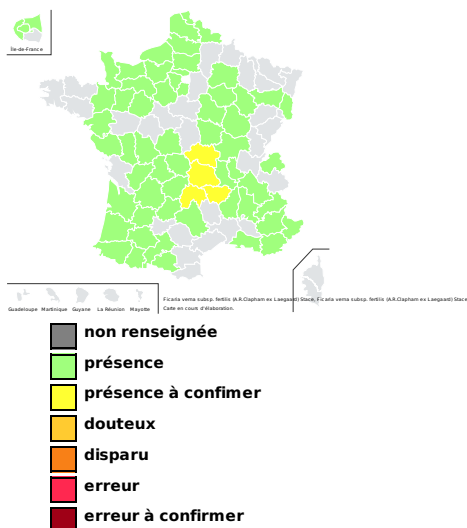 Île-de-France
Guadeloupe Martinique Guyane La Réunion Mayotte
Ficaria verna subsp. fertilis (A.R.Clapham ex Laegaard) Stace, Ficaria verna subsp. fertilis (A.R.Clapham ex Laegaard) Stace
Carte en cours d'élaboration.
non renseignée
présence
présence à confimer
douteux
disparu
erreur
erreur à confirmer